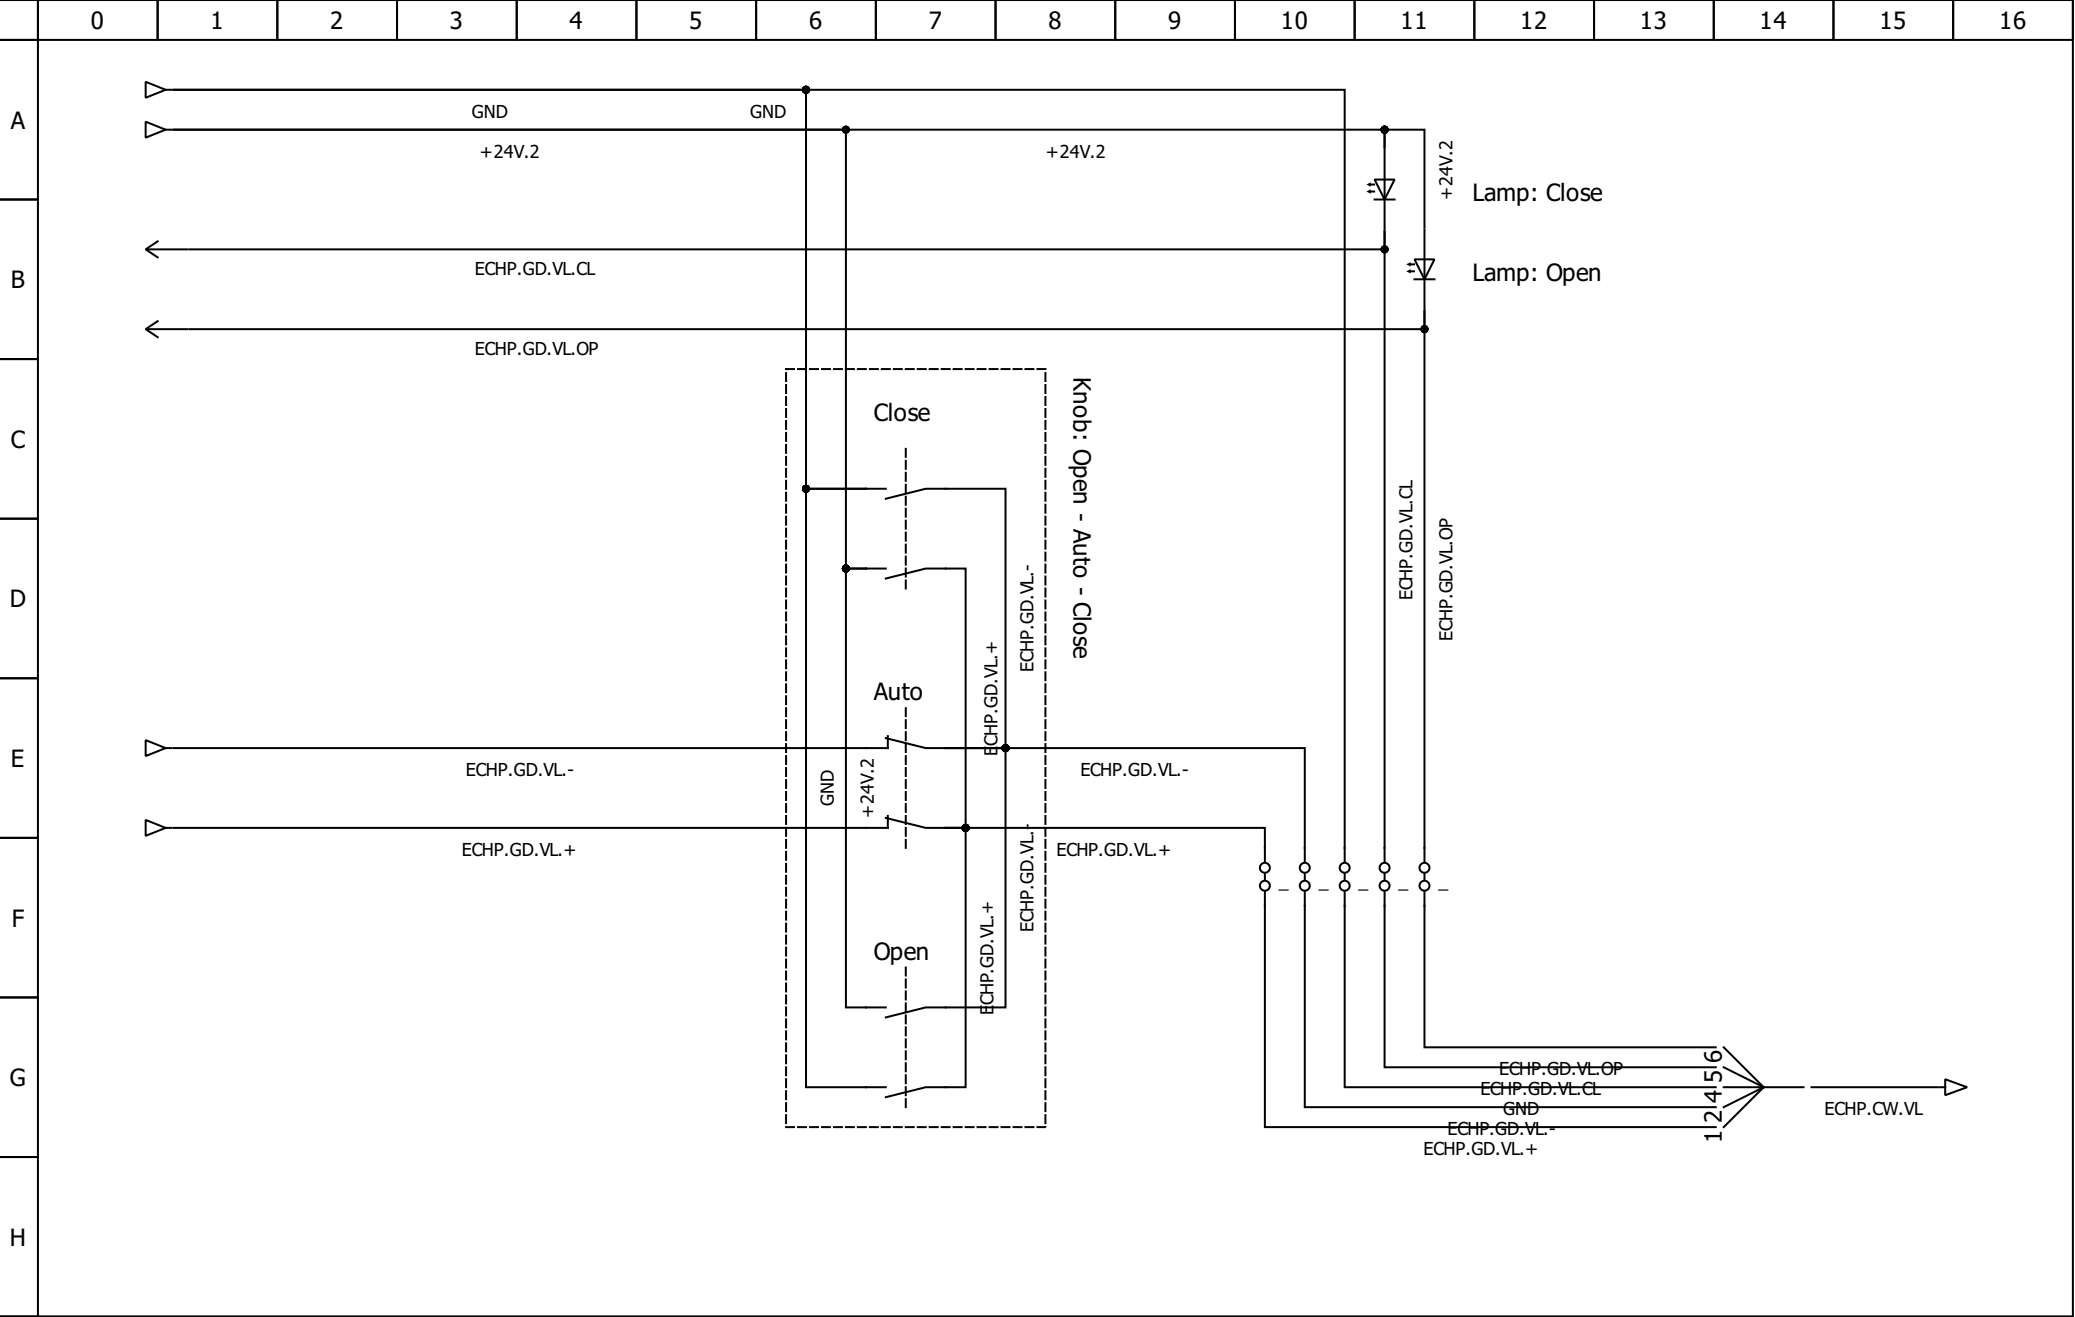 0 1 2 3 4 5 6 7 8 9 10 11 12 13 14 15 16
A
GND GND
+24V.2 +24V.2
+24V.2
Lamp: Close
B
ECHP.GD.VL.CL
Lamp: Open
ECHP.GD.VL.OP
C
Close
Knob: Open - Auto - Close
ECHP.GD.VL.CL
ECHP.GD.VL.OP
D
ECHP.GD.VL.-
ECHP.GD.VL.+
Auto
E
ECHP.GD.VL.- ECHP.GD.VL.-
GND
+24V.2
ECHP.GD.VL.+ ECHP.GD.VL.+
ECHP.GD.VL.-
F
ECHP.GD.VL.+
Open
G
6
ECHP.GD.VL.OP
5
ECHP.GD.VL.CL
4
GND
2
ECHP.GD.VL.-
1
ECHP.GD.VL.+
ECHP.CW.VL
H